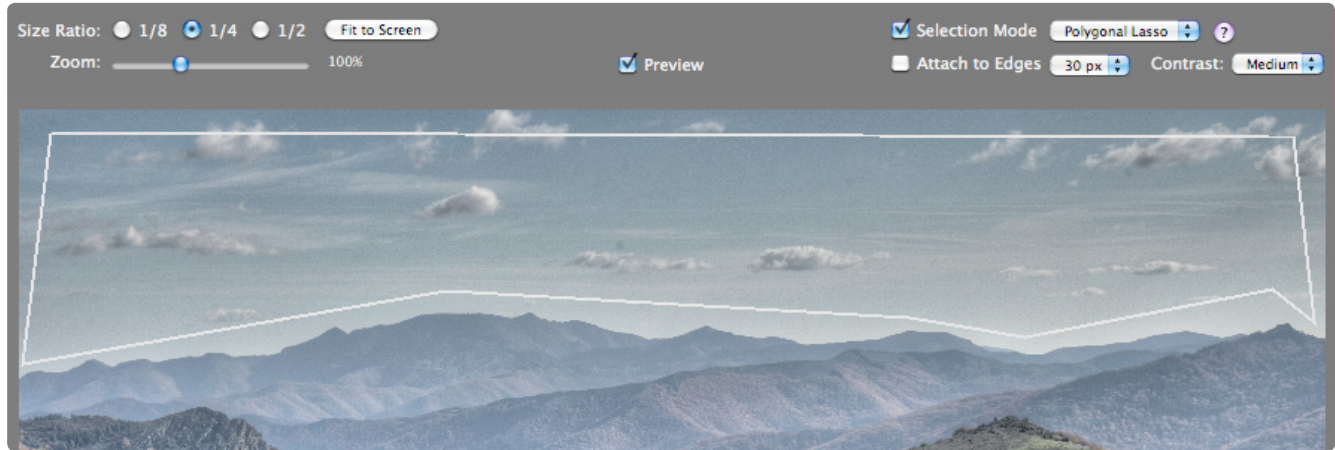 Size Ratio: 1/8 1/4 1/2 Fit to Screen Selection Mode Polygonal Lasso ?
Zoom: 100% Preview Attach to Edges 30 px Contrast: Medium